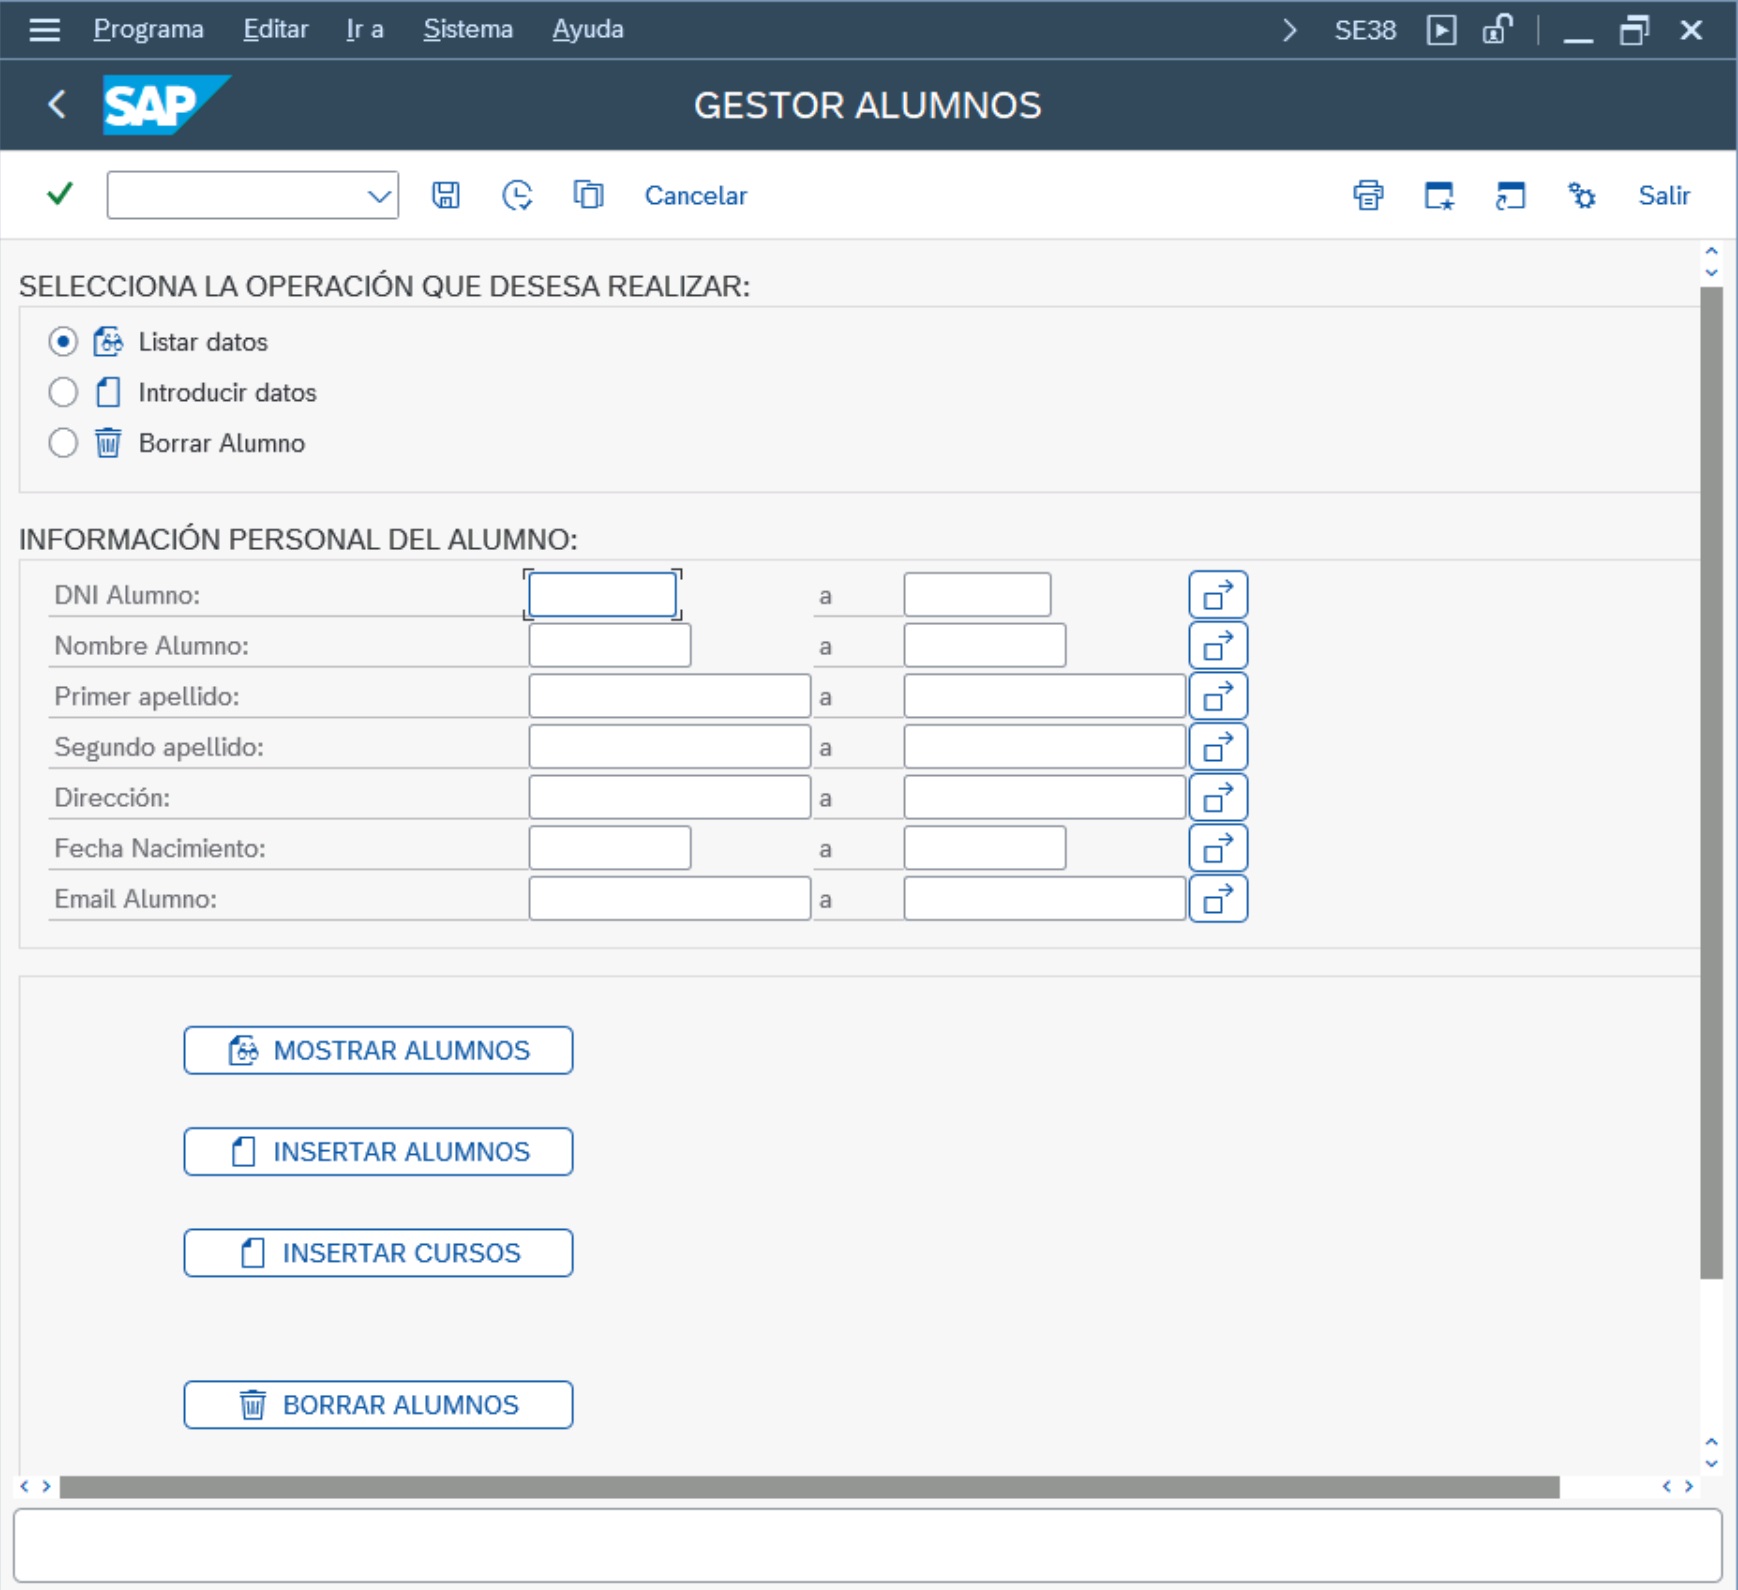 Programa Editar Ir a Sistema Ayuda SE38
SAP GESTOR ALUMNOS
Cancelar Salir
SELECCIONA LA OPERACIÓN QUE DESESA REALIZAR:
Listar datos
Introducir datos
Borrar Alumno
INFORMACIÓN PERSONAL DEL ALUMNO:
DNI Alumno: a
Nombre Alumno: a
Primer apellido: a
Segundo apellido: a
Dirección: a
Fecha Nacimiento: a
Email Alumno: a
MOSTRAR ALUMNOS
INSERTAR ALUMNOS
INSERTAR CURSOS
BORRAR ALUMNOS